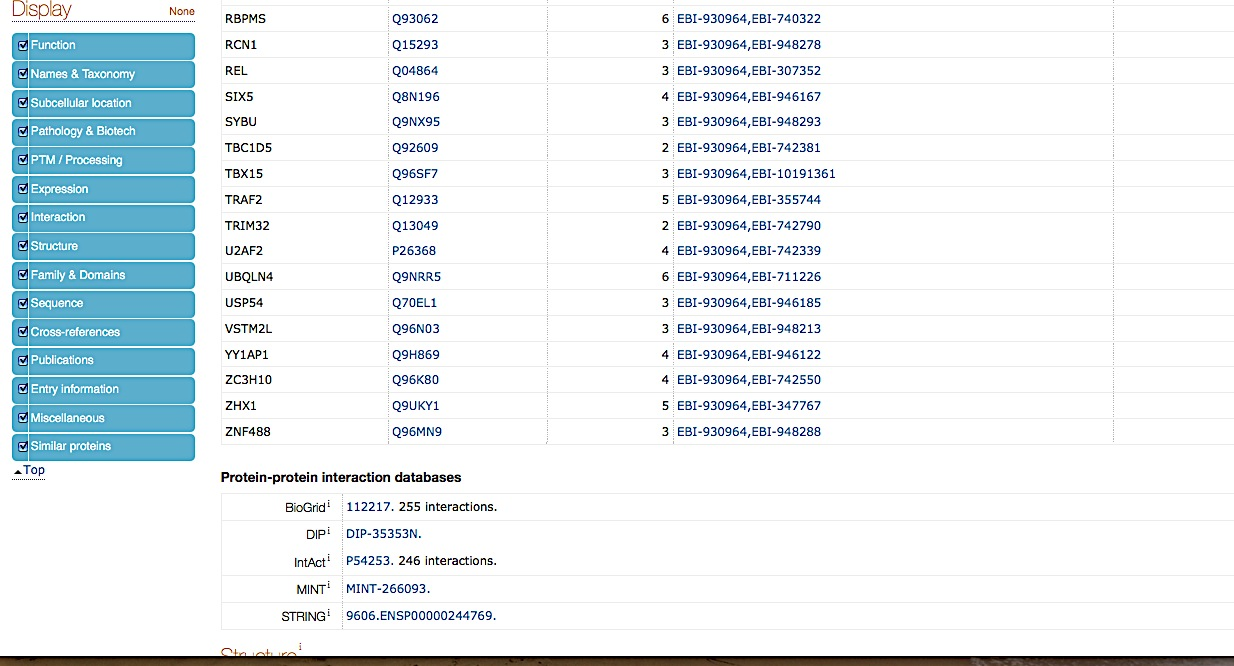 Display None
Function
Names & Taxonomy
Subcellular location
Pathology & Biotech
PTM / Processing
Expression
Interaction
Structure
Family & Domains
Sequence
Cross-references
Publications
Entry information
Miscellaneous
Similar proteins
Top
RBPMS Q93062 6 EBI-930964,EBI-740322
RCN1 Q15293 3 EBI-930964,EBI-948278
REL Q04864 3 EBI-930964,EBI-307352
SIX5 Q8N196 4 EBI-930964,EBI-946167
SYBU Q9NX95 3 EBI-930964,EBI-948293
TBC1D5 Q92609 2 EBI-930964,EBI-742381
TBX15 Q96SF7 3 EBI-930964,EBI-10191361
TRAF2 Q12933 5 EBI-930964,EBI-355744
TRIM32 Q13049 2 EBI-930964,EBI-742790
U2AF2 P26368 4 EBI-930964,EBI-742339
UBQLN4 Q9NRR5 6 EBI-930964,EBI-711226
USP54 Q70EL1 3 EBI-930964,EBI-946185
VSTM2L Q96N03 3 EBI-930964,EBI-948213
YY1AP1 Q9H869 4 EBI-930964,EBI-946122
ZC3H10 Q96K80 4 EBI-930964,EBI-742550
ZHX1 Q9UKY1 5 EBI-930964,EBI-347767
ZNF488 Q96MN9 3 EBI-930964,EBI-948288
Protein-protein interaction databases
BioGrid i 112217. 255 interactions.
DIP i DIP-35353N.
IntAct i P54253. 246 interactions.
MINT i MINT-266093.
STRING i 9606.ENSP00000244769.
Structure i